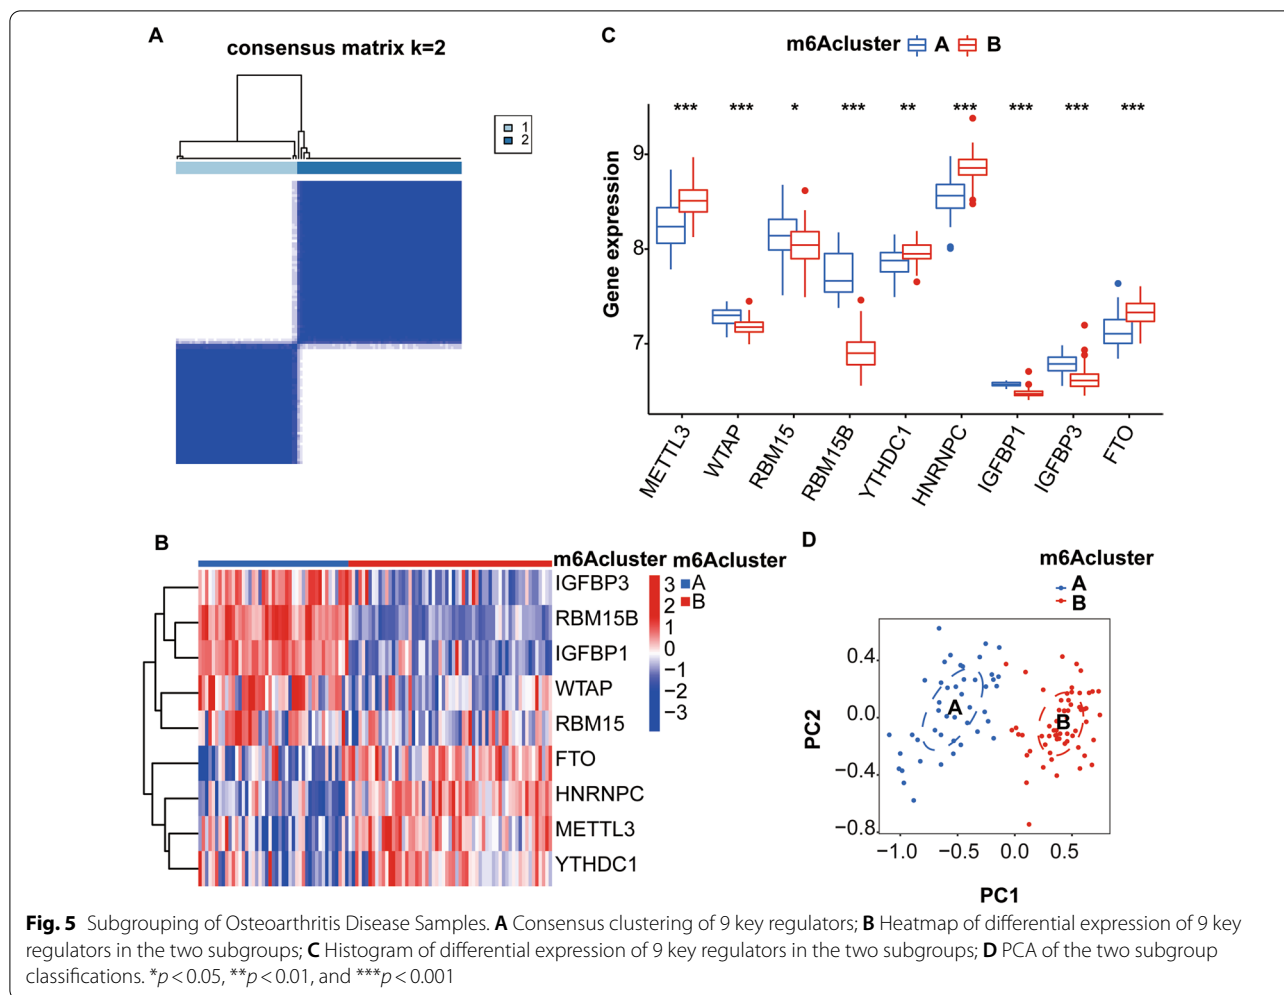 A
consensus matrix k=2
1
2
C
m6Acluster A B
*** *** * *** ** *** *** *** ***
Gene expression
9
8
7
METTL3
WTAP
RBM15
RBM15B
YTHDC1
HNRNPC
IGFBP1
IGFBP3
FTO
B
m6Acluster
IGFBP3
RBM15B
IGFBP1
WTAP
RBM15
FTO
HNRNPC
METTL3
YTHDC1
3
2
1
0
−1
−2
−3
m6Acluster
A
B
D
m6Acluster
A
B
PC2
0.4
0.0
−0.4
−0.8
A
B
−1.0 −0.5 0.0 0.5
PC1
Fig. 5 Subgrouping of Osteoarthritis Disease Samples. A Consensus clustering of 9 key regulators; B Heatmap of differential expression of 9 key
regulators in the two subgroups; C Histogram of differential expression of 9 key regulators in the two subgroups; D PCA of the two subgroup
classifications. *p < 0.05, **p < 0.01, and ***p < 0.001